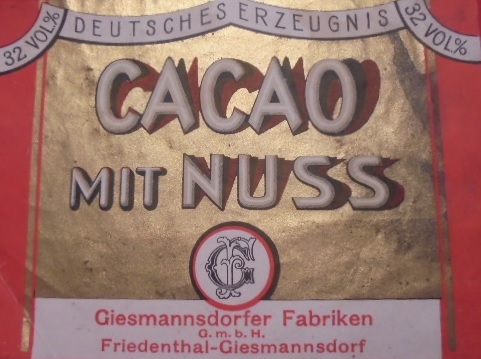 32 VOL.% DEUTSCHES ERZEUGNIS 32 VOL.%
CACAO
MIT NUSS
Giesmannsdorfer Fabriken
G.m.b.H.
Friedenthal-Giesmannsdorf